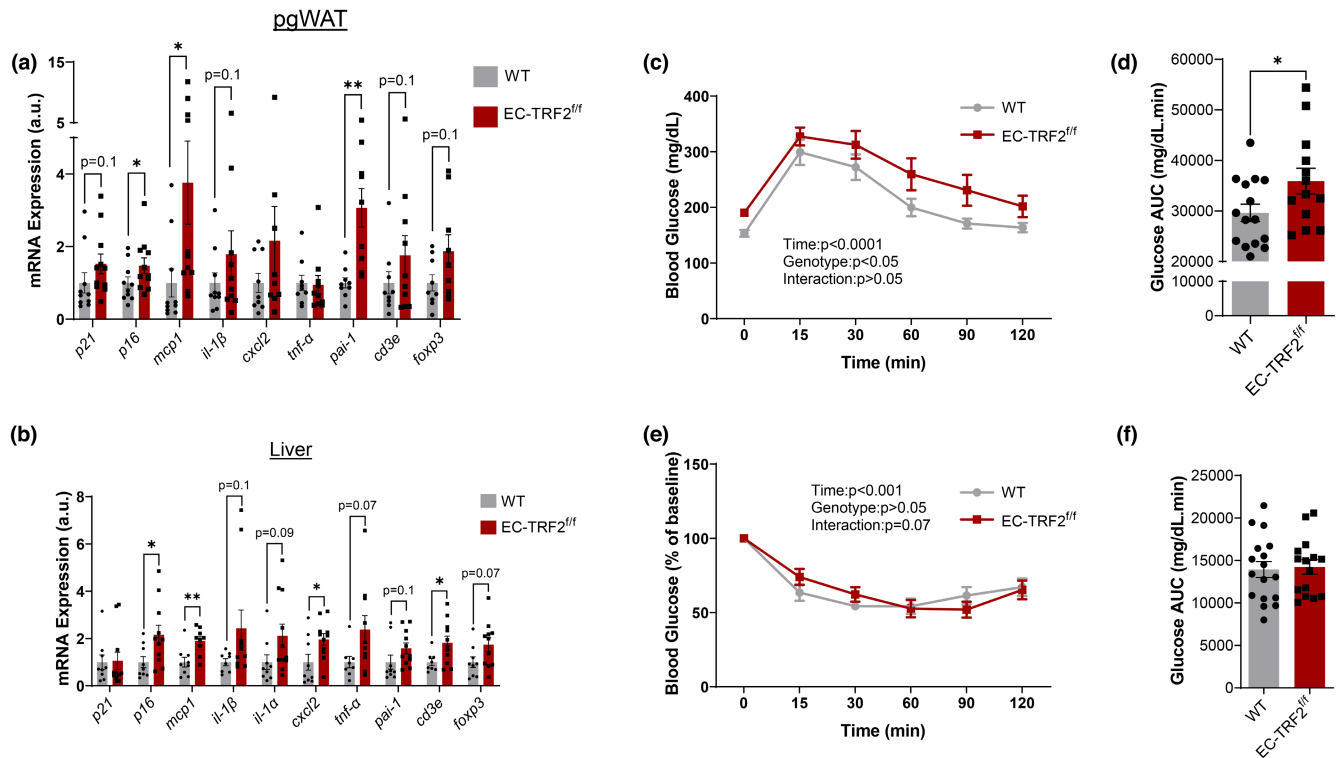 pgWAT
(a)
mRNA Expression (a.u.)
15
10
5
4
2
0
p=0.1
*
*
p=0.1
**
p=0.1
p=0.1
WT
EC-TRF2f/f
p21
p16
mcp1
il-1β
cxcl2
tnf-α
pai-1
cd3e
foxp3
(c)
Blood Glucose (mg/dL)
400
300
200
100
0
WT
EC-TRF2f/f
Time:p<0.0001
Genotype:p<0.05
Interaction:p>0.05
0
15
30
60
90
120
Time (min)
(d)
Glucose AUC (mg/dL.min)
60000
50000
40000
30000
20000
10000
0
*
WT
EC-TRF2f/f
(b)
Liver
mRNA Expression (a.u.)
8
6
4
2
0
*
**
p=0.1
p=0.09
*
p=0.07
p=0.1
*
p=0.07
WT
EC-TRF2f/f
p21
p16
mcp1
il-1β
il-1α
cxcl2
tnf-α
pai-1
cd3e
foxp3
(e)
Blood Glucose (% of baseline)
150
100
50
0
Time:p<0.001
Genotype:p>0.05
Interaction:p=0.07
WT
EC-TRF2f/f
0
15
30
60
90
120
Time (min)
(f)
Glucose AUC (mg/dL.min)
25000
20000
15000
10000
5000
0
WT
EC-TRF2f/f